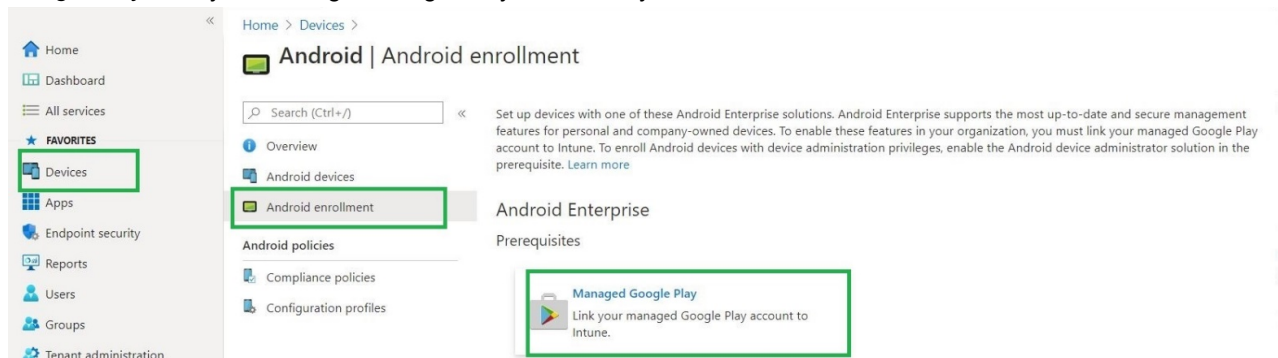 Home
Dashboard
All services
FAVORITES
Devices
Apps
Endpoint security
Reports
Users
Groups
Tenant administration
Home > Devices >
Android | Android enrollment
Search (Ctrl+/)
Overview
Android devices
Android enrollment
Android policies
Compliance policies
Configuration profiles
Set up devices with one of these Android Enterprise solutions. Android Enterprise supports the most up-to-date and secure management
features for personal and company-owned devices. To enable these features in your organization, you must link your managed Google Play
account to Intune. To enroll Android devices with device administration privileges, enable the Android device administrator solution in the
prerequisite. Learn more
Android Enterprise
Prerequisites
Managed Google Play
Link your managed Google Play account to
Intune.